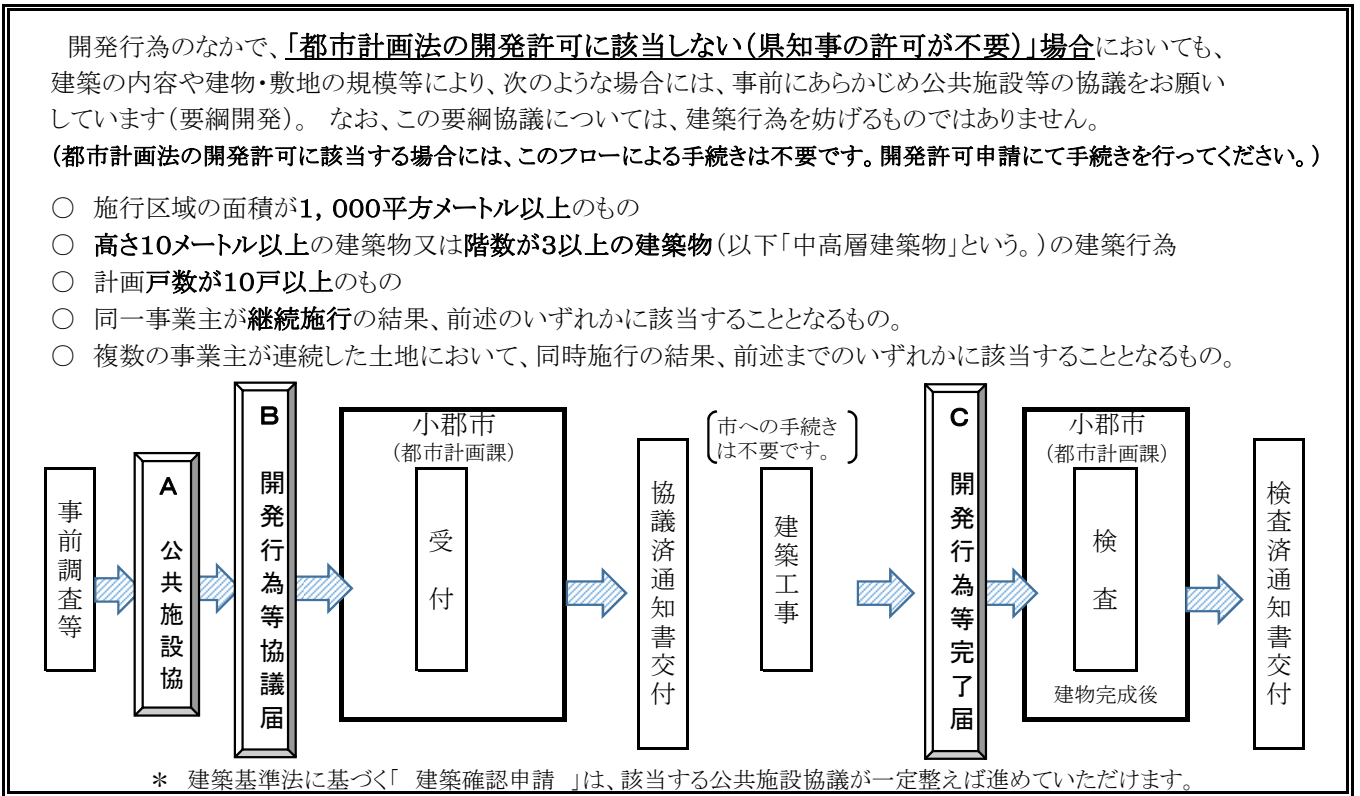 開発行為のなかで、「都市計画法の開発許可に該当しない(県知事の許可が不要)」場合においても、
建築の内容や建物・敷地の規模等により、次のような場合には、事前にあらかじめ公共施設等の協議をお願い
しています(要綱開発)。 なお、この要綱協議については、建築行為を妨げるものではありません。
(都市計画法の開発許可に該当する場合には、このフローによる手続きは不要です。開発許可申請にて手続きを行ってください。)
○ 施行区域の面積が1,000平方メートル以上のもの
○ 高さ10メートル以上の建築物又は階数が3以上の建築物(以下「中高層建築物」という。)の建築行為
○ 計画戸数が10戸以上のもの
○ 同一事業主が継続施行の結果、前述のいずれかに該当することとなるもの。
○ 複数の事業主が連続した土地において、同時施行の結果、前述までのいずれかに該当することとなるもの。
事前調査等
A 公共施設協
B 開発行為等協議届
小郡市
(都市計画課)
受付
協議済通知書交付
市への手続き
は不要です。
建築工事
C 開発行為等完了届
小郡市
(都市計画課)
検査
建物完成後
検査済通知書交付
* 建築基準法に基づく「 建築確認申請 」は、該当する公共施設協議が一定整えば進めていただけます。